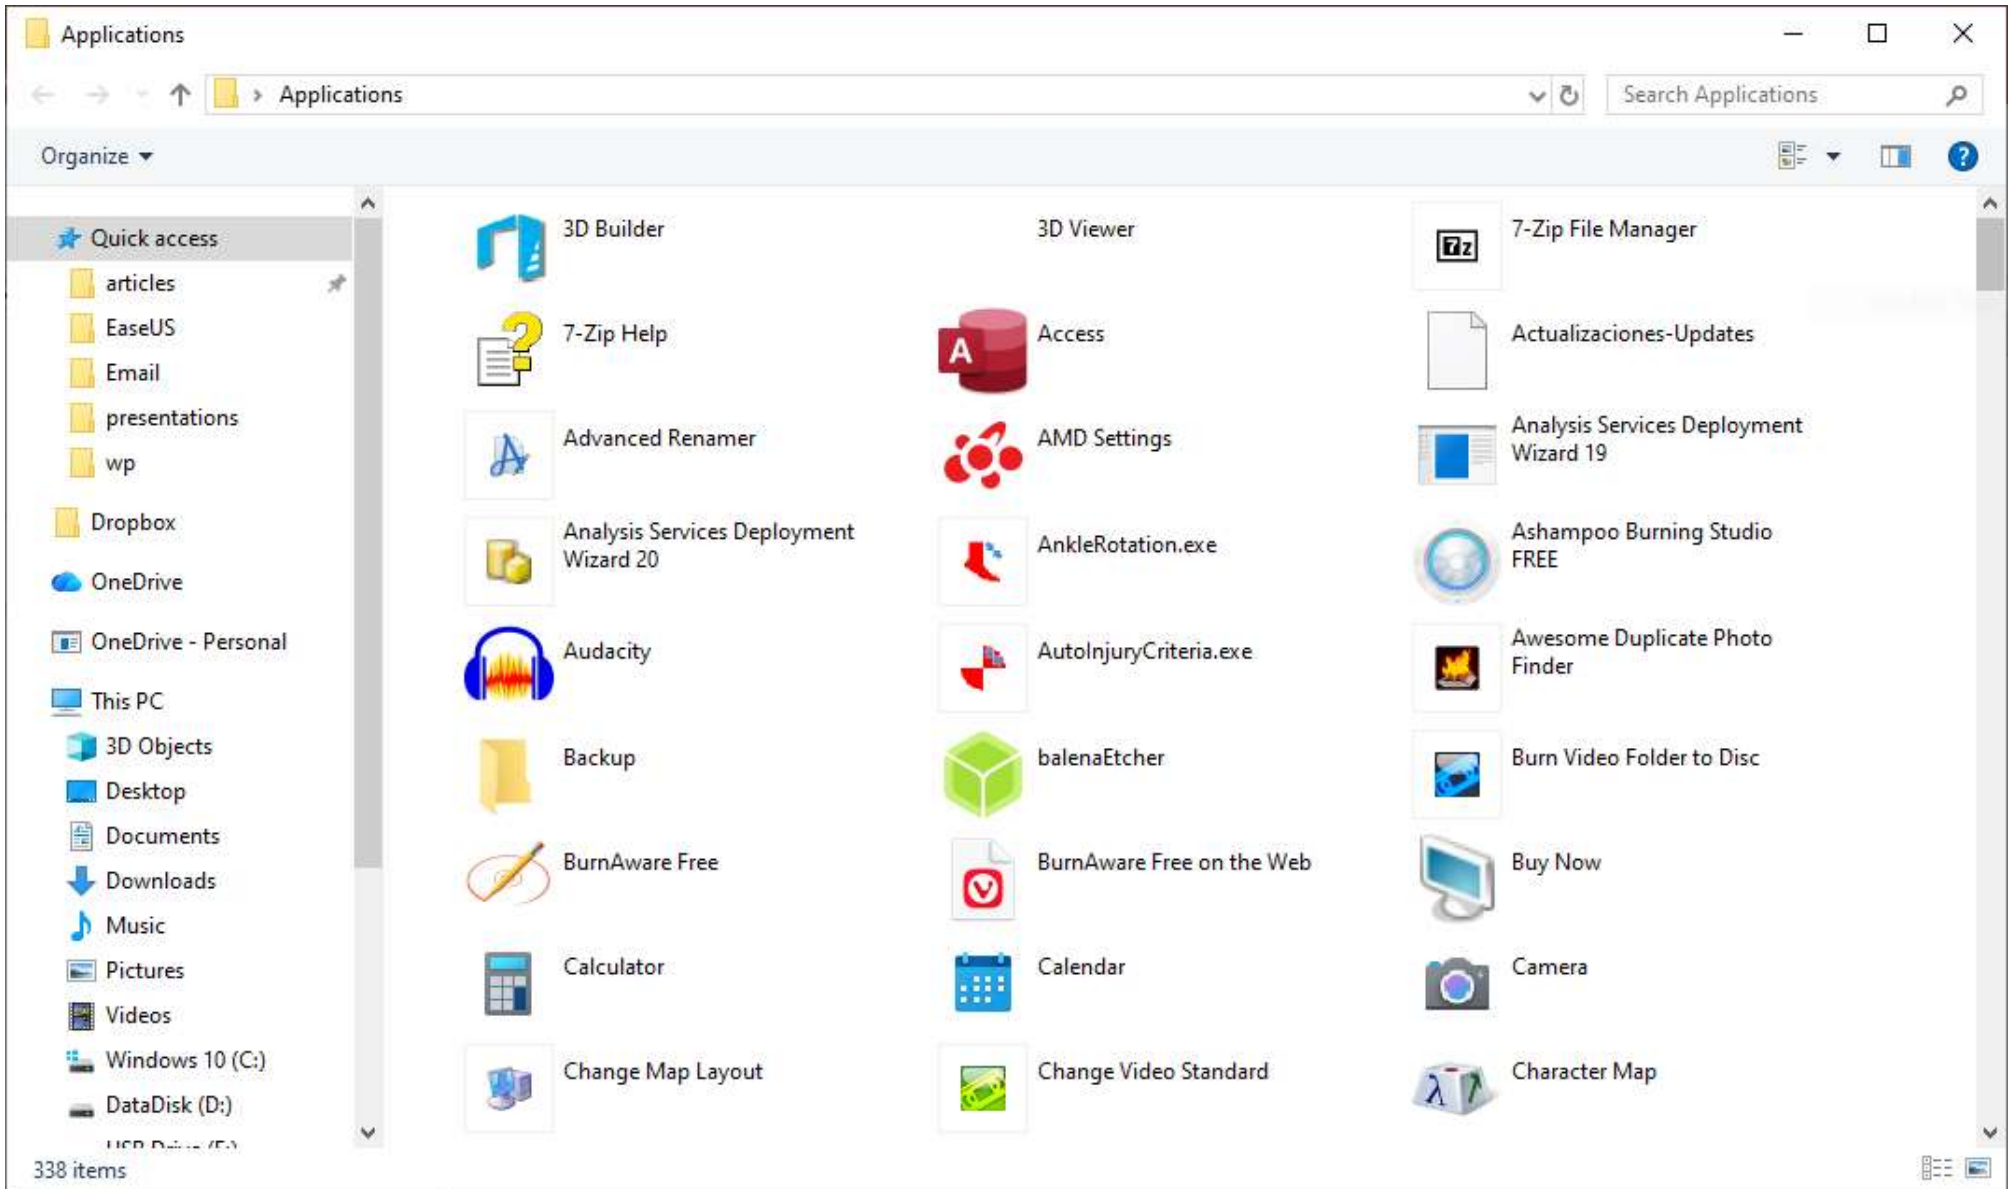 Applications
Applications
Search Applications
Organize
Quick access
articles
EaseUS
Email
presentations
wp
Dropbox
OneDrive
OneDrive - Personal
This PC
3D Objects
Desktop
Documents
Downloads
Music
Pictures
Videos
Windows 10 (C:)
DataDisk (D:)
3D Builder
3D Viewer
7-Zip File Manager
7z
7-Zip Help
Access
A
Actualizaciones-Updates
Advanced Renamer
AMD Settings
Analysis Services Deployment
Wizard 19
Analysis Services Deployment
Wizard 20
AnkleRotation.exe
Ashampoo Burning Studio
FREE
Audacity
AutoInjuryCriteria.exe
Awesome Duplicate Photo
Finder
Backup
balenaEtcher
Burn Video Folder to Disc
BurnAware Free
BurnAware Free on the Web
Buy Now
Calculator
Calendar
Camera
Change Map Layout
Change Video Standard
Character Map
338 items